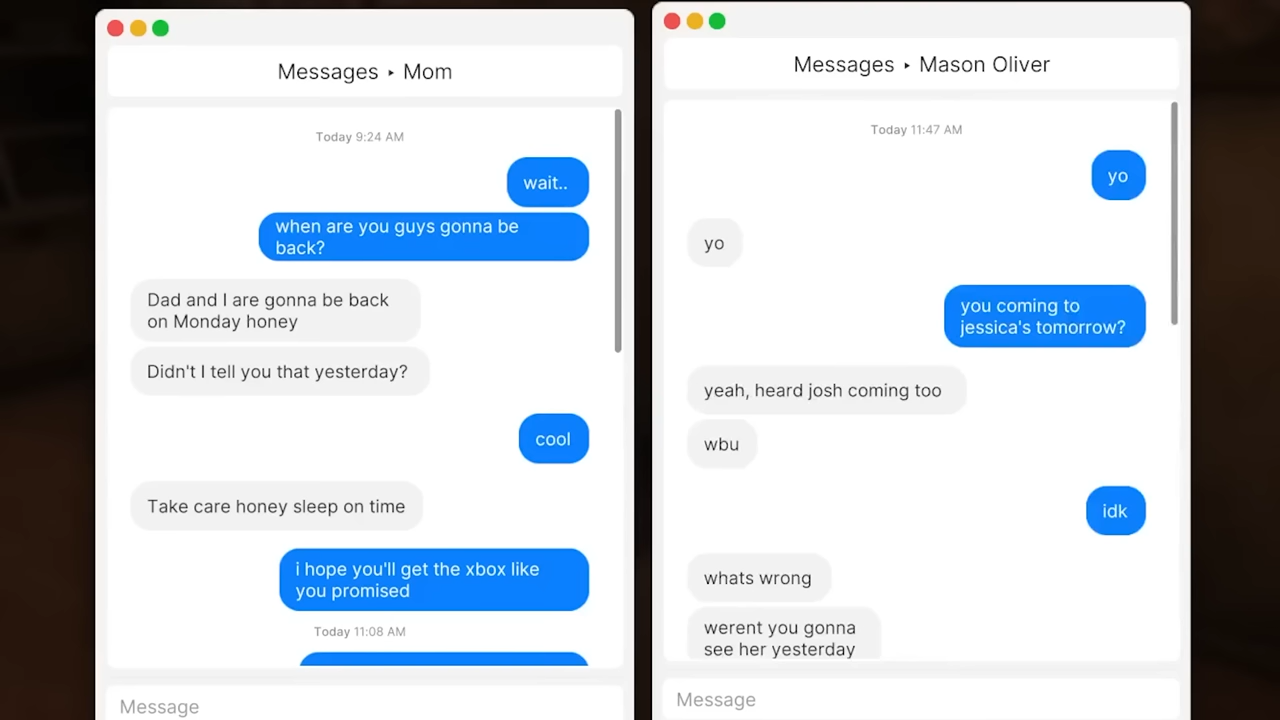 Messages ▸ Mom
Today 9:24 AM
wait..
when are you guys gonna be
back?
Dad and I are gonna be back
on Monday honey
Didn't I tell you that yesterday?
cool
Take care honey sleep on time
i hope you'll get the xbox like
you promised
Today 11:08 AM
Message
Messages ▸ Mason Oliver
Today 11:47 AM
yo
yo
you coming to
jessica's tomorrow?
yeah, heard josh coming too
wbu
idk
whats wrong
werent you gonna
see her yesterday
Message